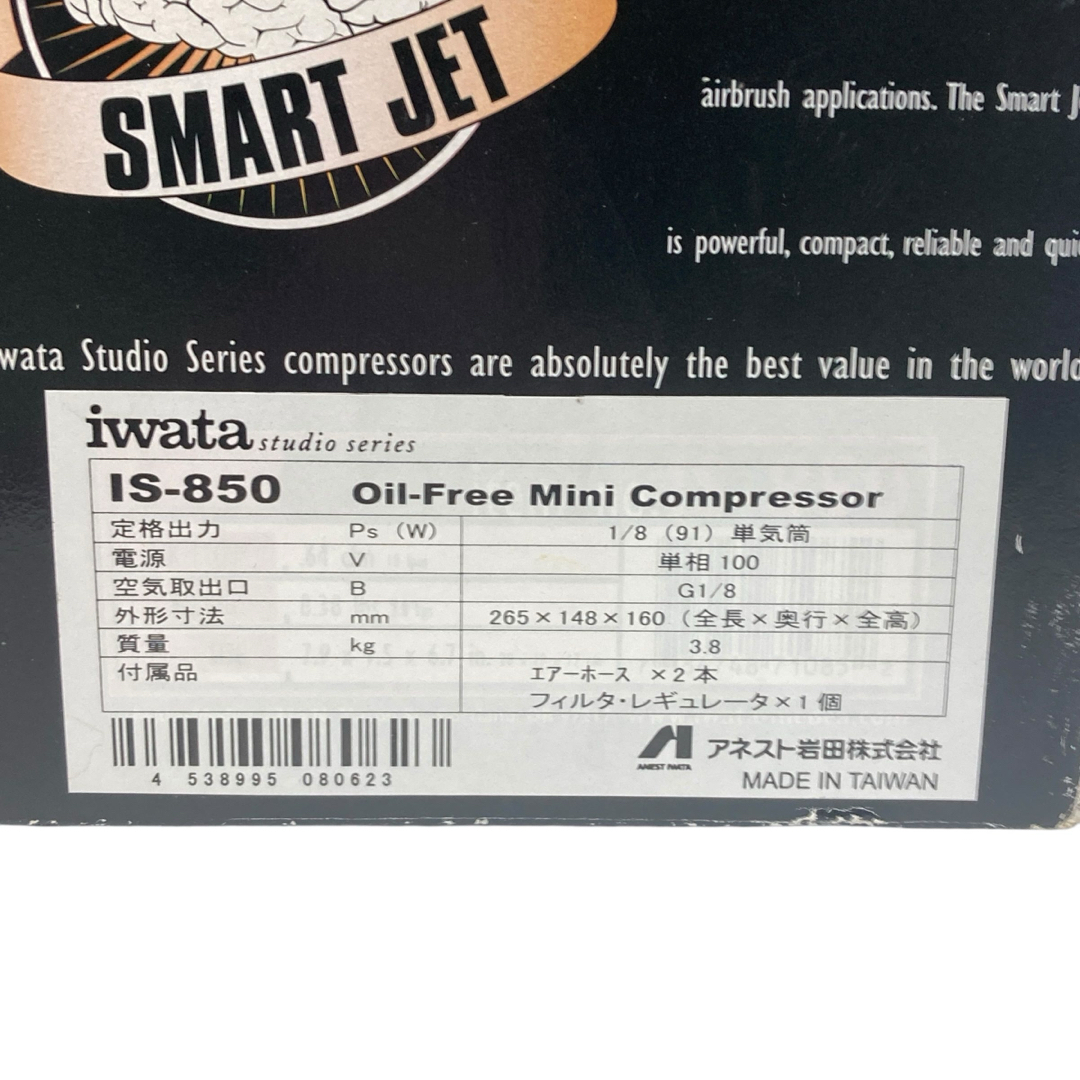 SMART JET
airbrush applications. The Smart
is powerful, compact, reliable and
Studio Series compressors are absolutely the best value in the
iwata studio series
IS-850 Oil-Free Mini Compressor
定格出力 Ps (W) 1/8 (91) 単気筒
電源 V 単相 100
空気取出口 B G1/8
外形寸法 mm 265×148×160 (全長×奥行×全高)
質量 kg 3.8
付属品 エアーホース ×2本
フィルタ・レギュレータ×1個
4 538995 080623
ANEST IWATA アネスト岩田株式会社
MADE IN TAIWAN